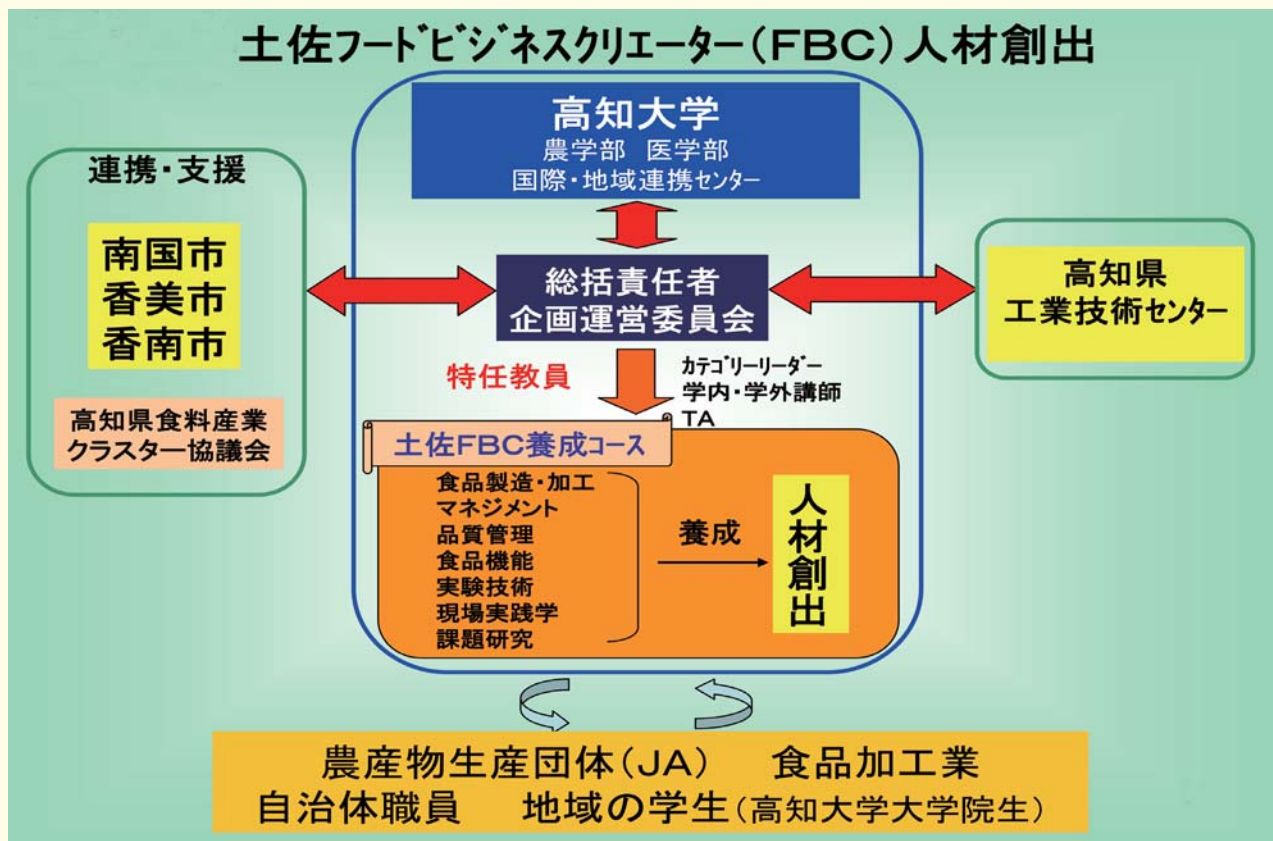 土佐フードビジネスクリエーター(FBC)人材創出
高知大学
農学部 医学部
国際・地域連携センター
連携・支援
南国市
香美市
香南市
高知県食料産業
クラスター協議会
総括責任者
企画運営委員会
高知県
工業技術センター
特任教員
カテゴリーリーダー
学内・学外講師
TA
土佐FBC養成コース
食品製造・加工
マネジメント
品質管理
食品機能
実験技術
現場実践学
課題研究
養成
人材創出
農産物生産団体(JA) 食品加工業
自治体職員 地域の学生(高知大学大学院生)